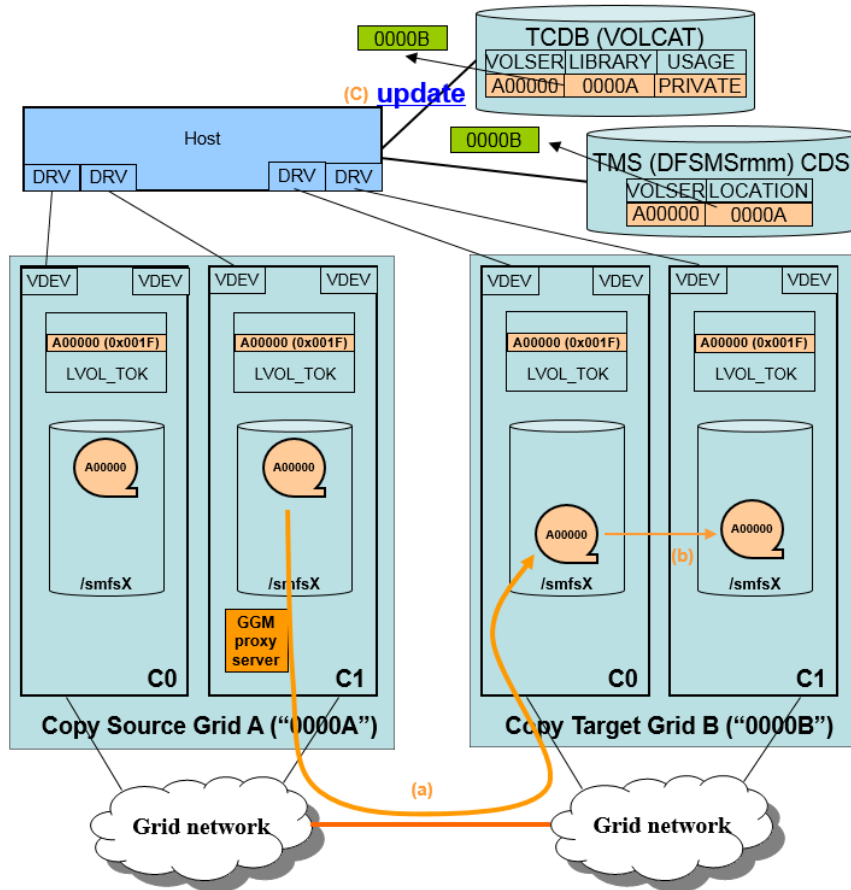 0000B
TCDB (VOLCAT)
VOLSER LIBRARY USAGE
A00000 0000A PRIVATE
(C) update
Host
0000B
TMS (DFSMSrmm) CDS
VOLSER LOCATION
A00000 0000A
DRV DRV DRV DRV
VDEV VDEV VDEV VDEV VDEV VDEV VDEV VDEV
A00000 (0x001F) A00000 (0x001F) A00000 (0x001F) A00000 (0x001F)
LVOL_TOK LVOL_TOK LVOL_TOK LVOL_TOK
A00000 A00000
A00000 A00000
(b)
/smfsX /smfsX /smfsX /smfsX
GGM
proxy
server
C0 C1 C0 C1
Copy Source Grid A (“0000A”) Copy Target Grid B (“0000B”)
(a)
Grid network Grid network